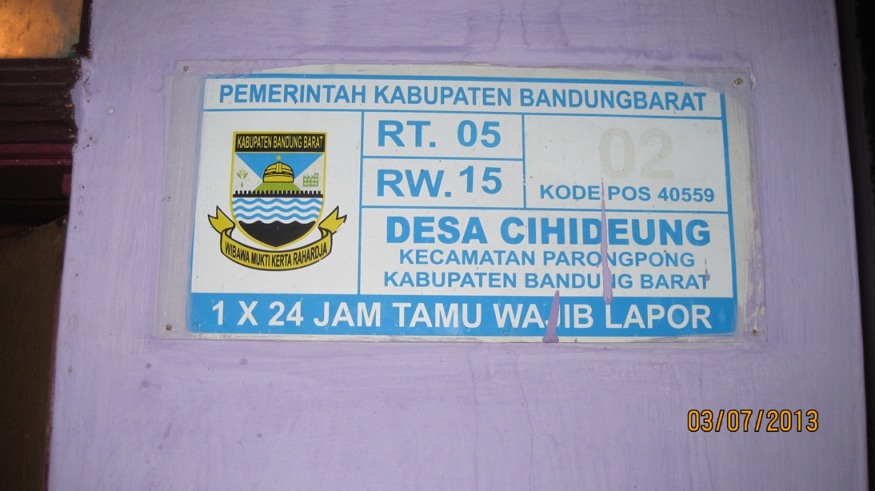 PEMERINTAH KABUPATEN BANDUNGBARAT
KABUPATEN BANDUNG BARAT
WIBAWA MUKTI KERTA RAHARDJA
RT. 05
RW. 15
02
KODE POS 40559
DESA CIHIDEUNG
KECAMATAN PARONGPONG
KABUPATEN BANDUNG BARAT
1 X 24 JAM TAMU WAJIB LAPOR
03/07/2013